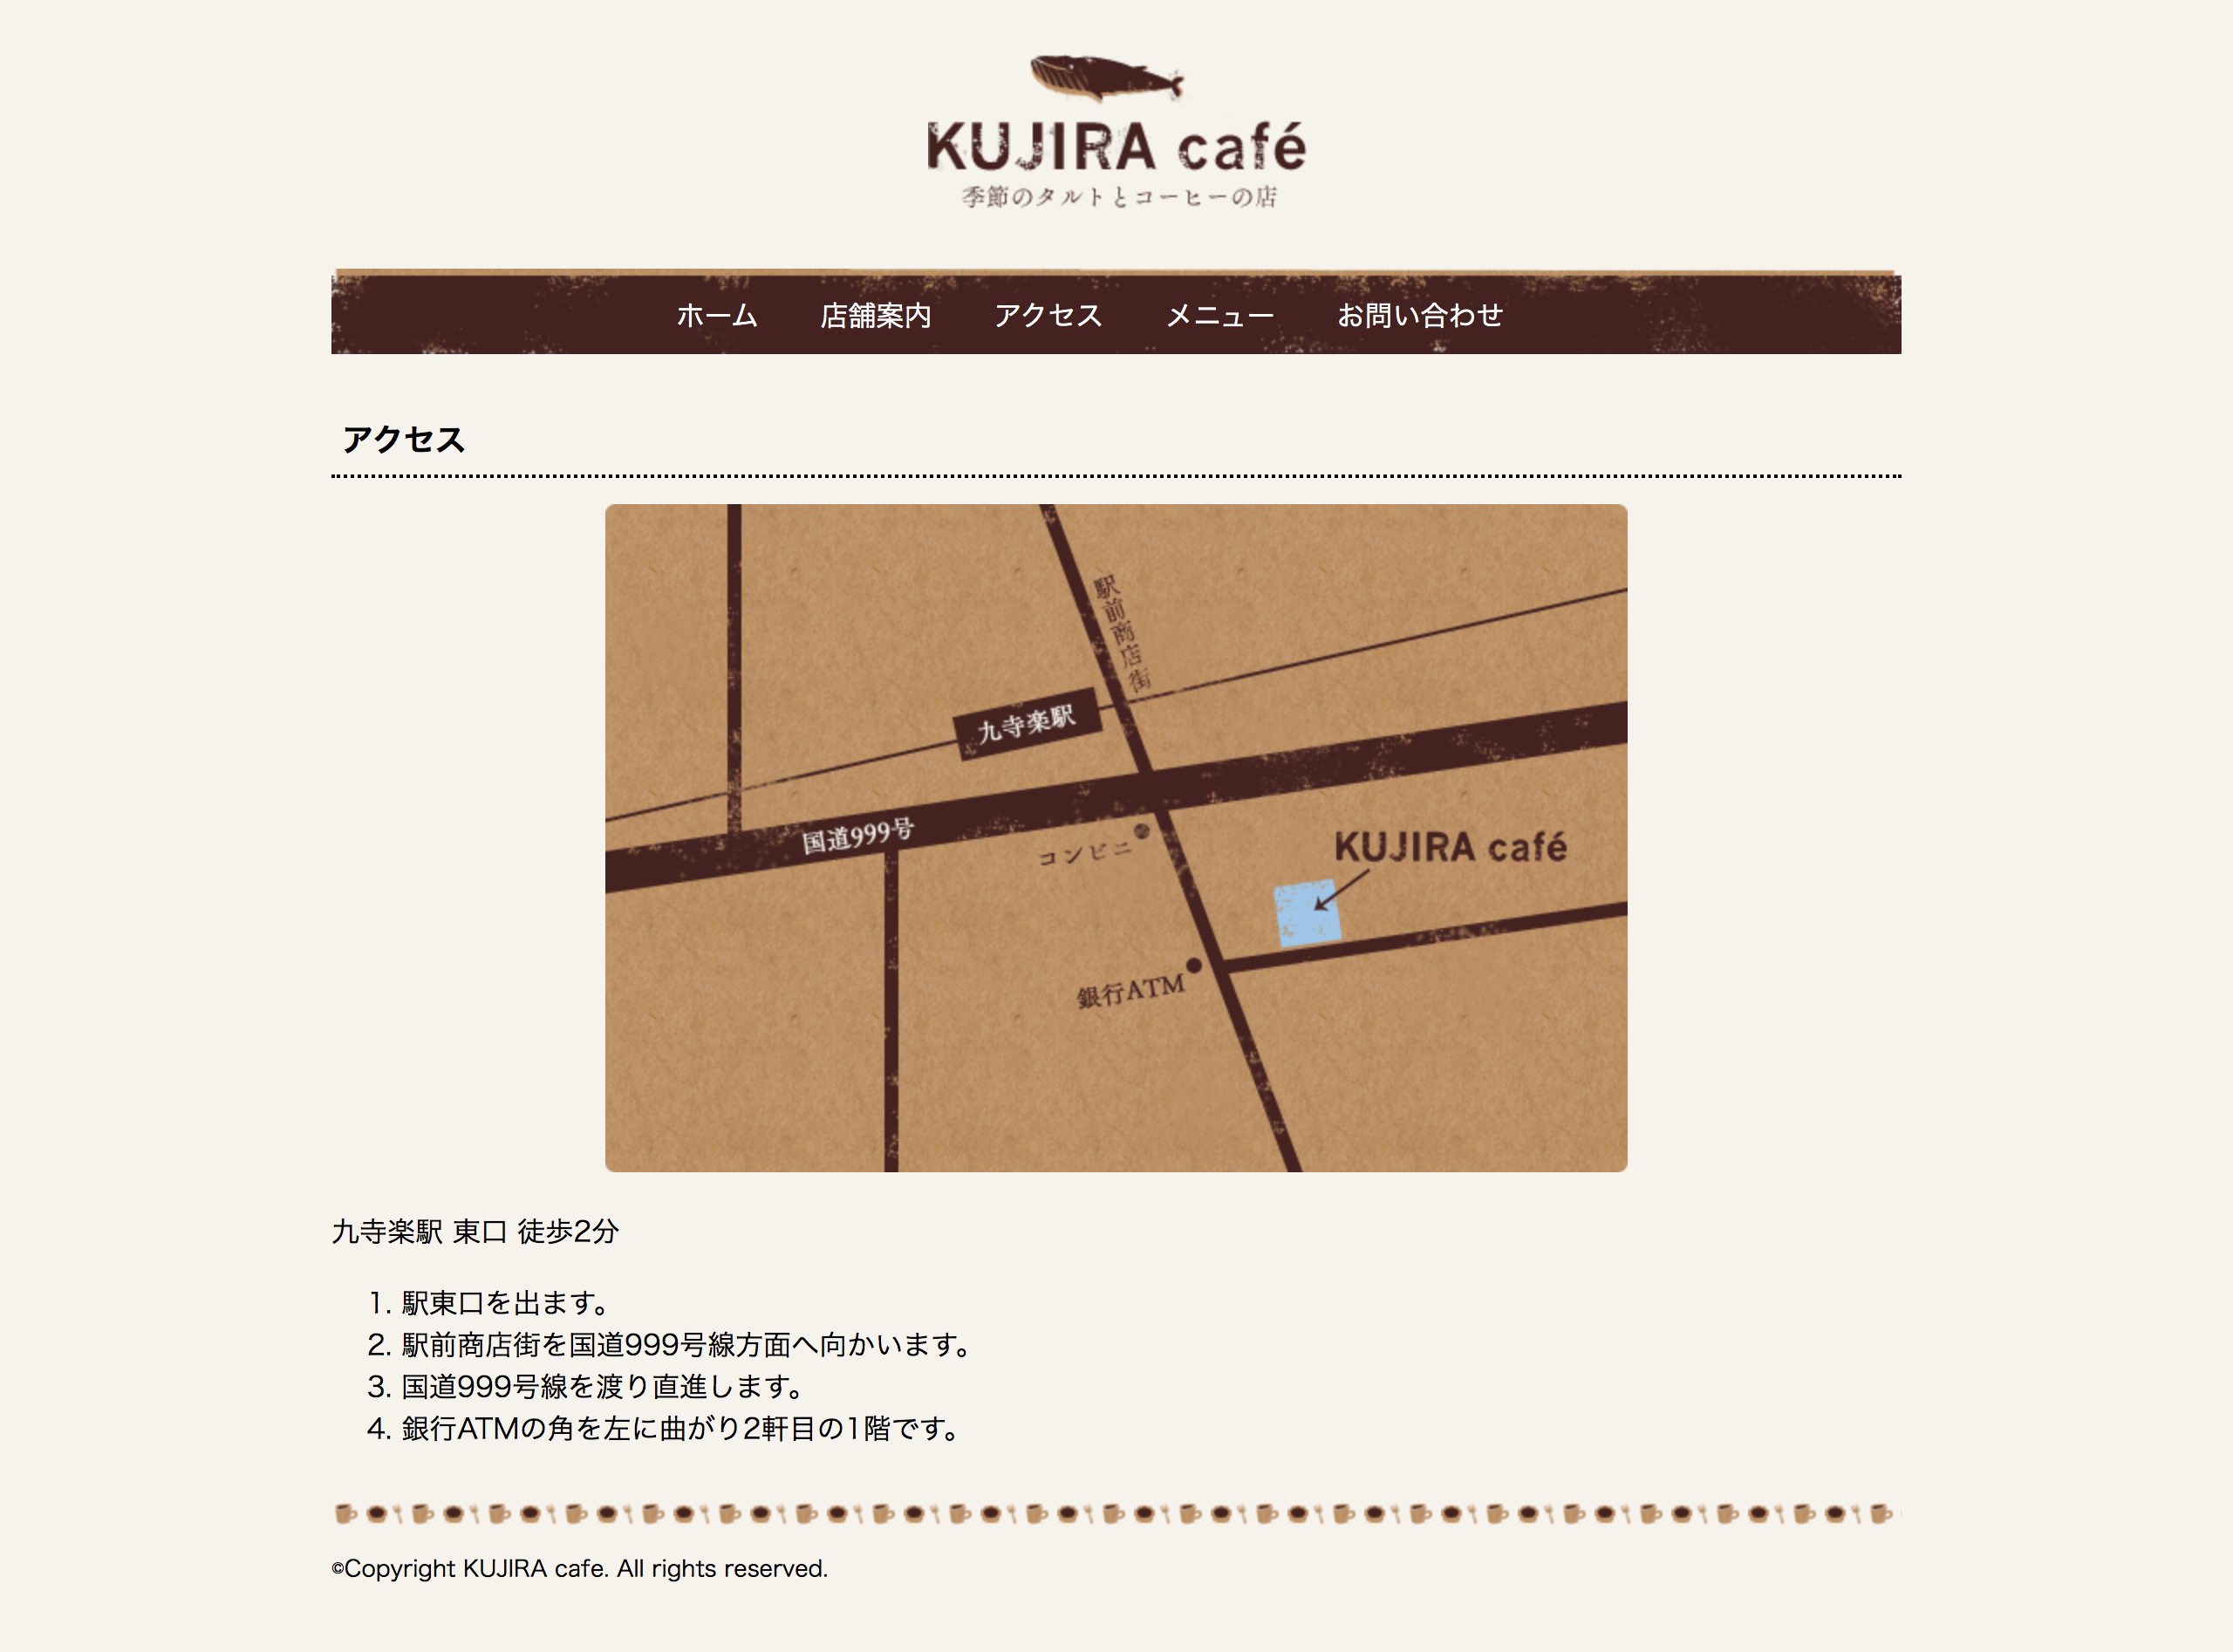 KUJIRA café
季節のタルトとコーヒーの店
ホーム 店舗案内 アクセス メニュー お問い合わせ
アクセス
駅前商店街
九寺楽駅
国道999号
コンビニ
KUJIRA café
銀行ATM
九寺楽駅 東口 徒歩2分
1. 駅東口を出ます。
2. 駅前商店街を国道999号線方面へ向かいます。
3. 国道999号線を渡り直進します。
4. 銀行ATMの角を左に曲がり2軒目の1階です。
©Copyright KUJIRA cafe. All rights reserved.